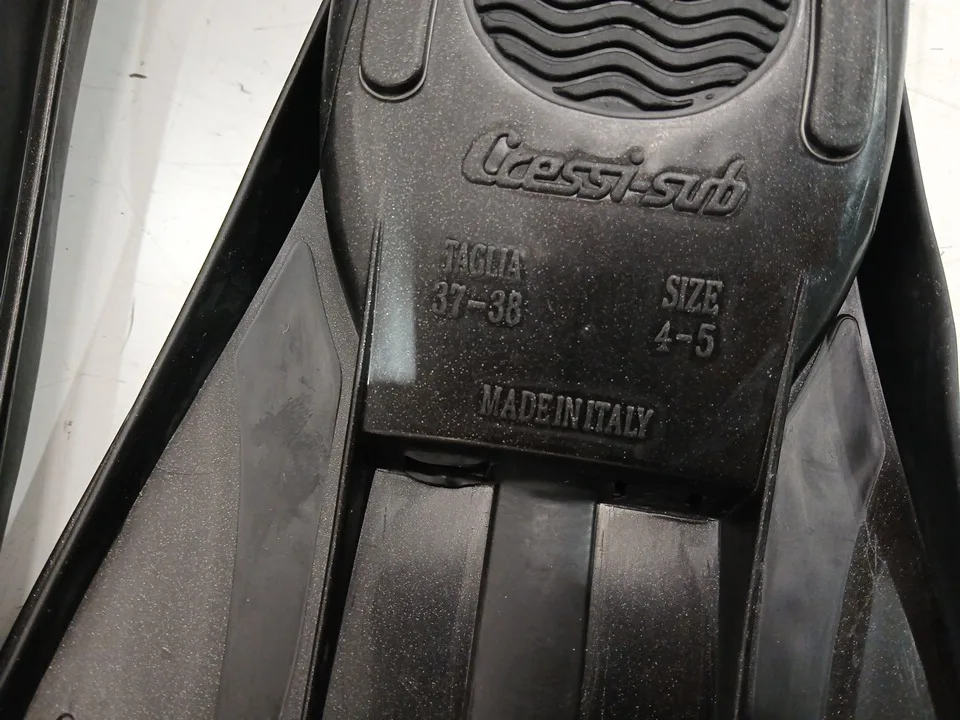 Cressi-sub
TAGLIA
37-38
SIZE
4-5
MADE IN ITALY